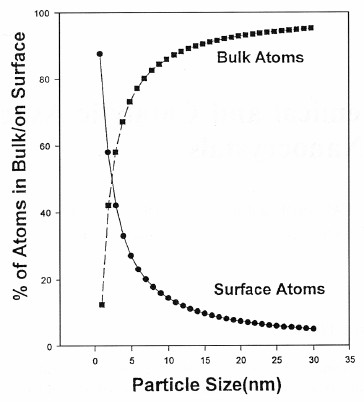 % of Atoms in Bulk/on Surface
100
80
60
40
20
0
Bulk Atoms
Surface Atoms
0 5 10 15 20 25 30 35
Particle Size(nm)